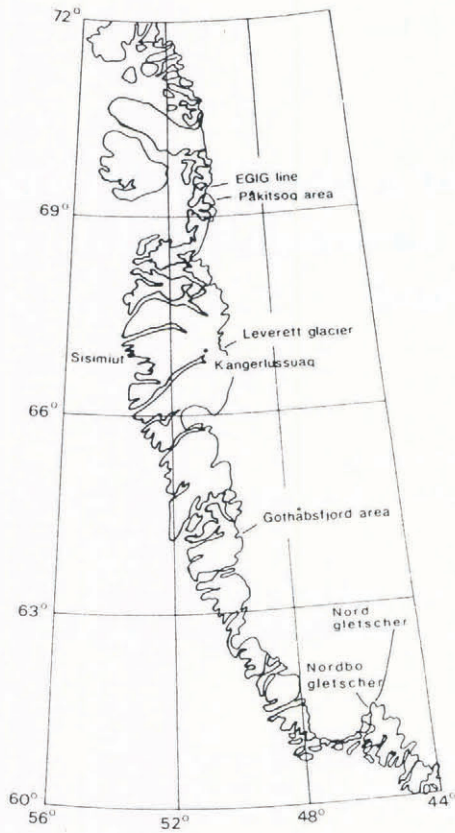 72°
EGIG line
Påkitsoq area
69°
Leverett glacier
Sisimiut
Kangerlussuaq
66°
Gothåbsfjord area
63°
Nord
gletscher
Nordbo
gletscher
60°
56°
52°
48°
44°